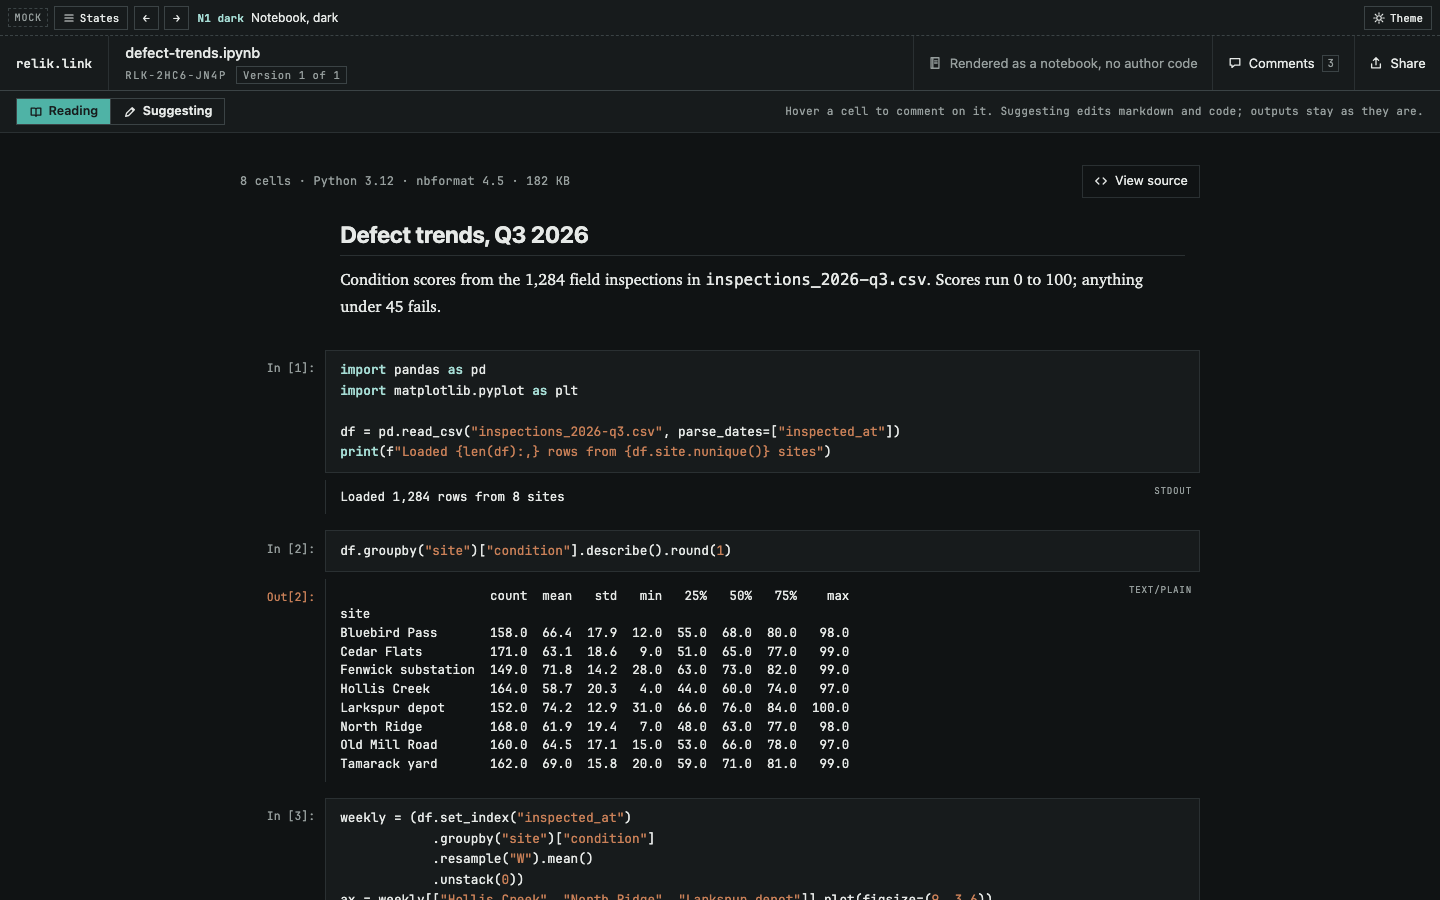 MOCK States ← → N1 dark Notebook, dark Theme
relik.link
defect-trends.ipynb
RLK-2HC6-JN4P Version 1 of 1
Rendered as a notebook, no author code
Comments 3
Share
Reading Suggesting
Hover a cell to comment on it. Suggesting edits markdown and code; outputs stay as they are.
8 cells · Python 3.12 · nbformat 4.5 · 182 KB
View source
Defect trends, Q3 2026
Condition scores from the 1,284 field inspections in inspections_2026-q3.csv. Scores run 0 to 100; anything
under 45 fails.
In [1]:
import pandas as pd
import matplotlib.pyplot as plt
df = pd.read_csv("inspections_2026-q3.csv", parse_dates=["inspected_at"])
print(f"Loaded {len(df):,} rows from {df.site.nunique()} sites")
Loaded 1,284 rows from 8 sites
STDOUT
In [2]:
df.groupby("site")["condition"].describe().round(1)
Out[2]:
TEXT/PLAIN
count mean std min 25% 50% 75% max
site
Bluebird Pass 158.0 66.4 17.9 12.0 55.0 68.0 80.0 98.0
Cedar Flats 171.0 63.1 18.6 9.0 51.0 65.0 77.0 99.0
Fenwick substation 149.0 71.8 14.2 28.0 63.0 73.0 82.0 99.0
Hollis Creek 164.0 58.7 20.3 4.0 44.0 60.0 74.0 97.0
Larkspur depot 152.0 74.2 12.9 31.0 66.0 76.0 84.0 100.0
North Ridge 168.0 61.9 19.4 7.0 48.0 63.0 77.0 98.0
Old Mill Road 160.0 64.5 17.1 15.0 53.0 66.0 78.0 97.0
Tamarack yard 162.0 69.0 15.8 20.0 59.0 71.0 81.0 99.0
In [3]:
weekly = (df.set_index("inspected_at")
.groupby("site")["condition"]
.resample("W").mean()
.unstack(0))
ax = weekly[["Hollis Creek", "North Ridge", "Larkspur depot"]].plot(figsize=(9, 3.6))